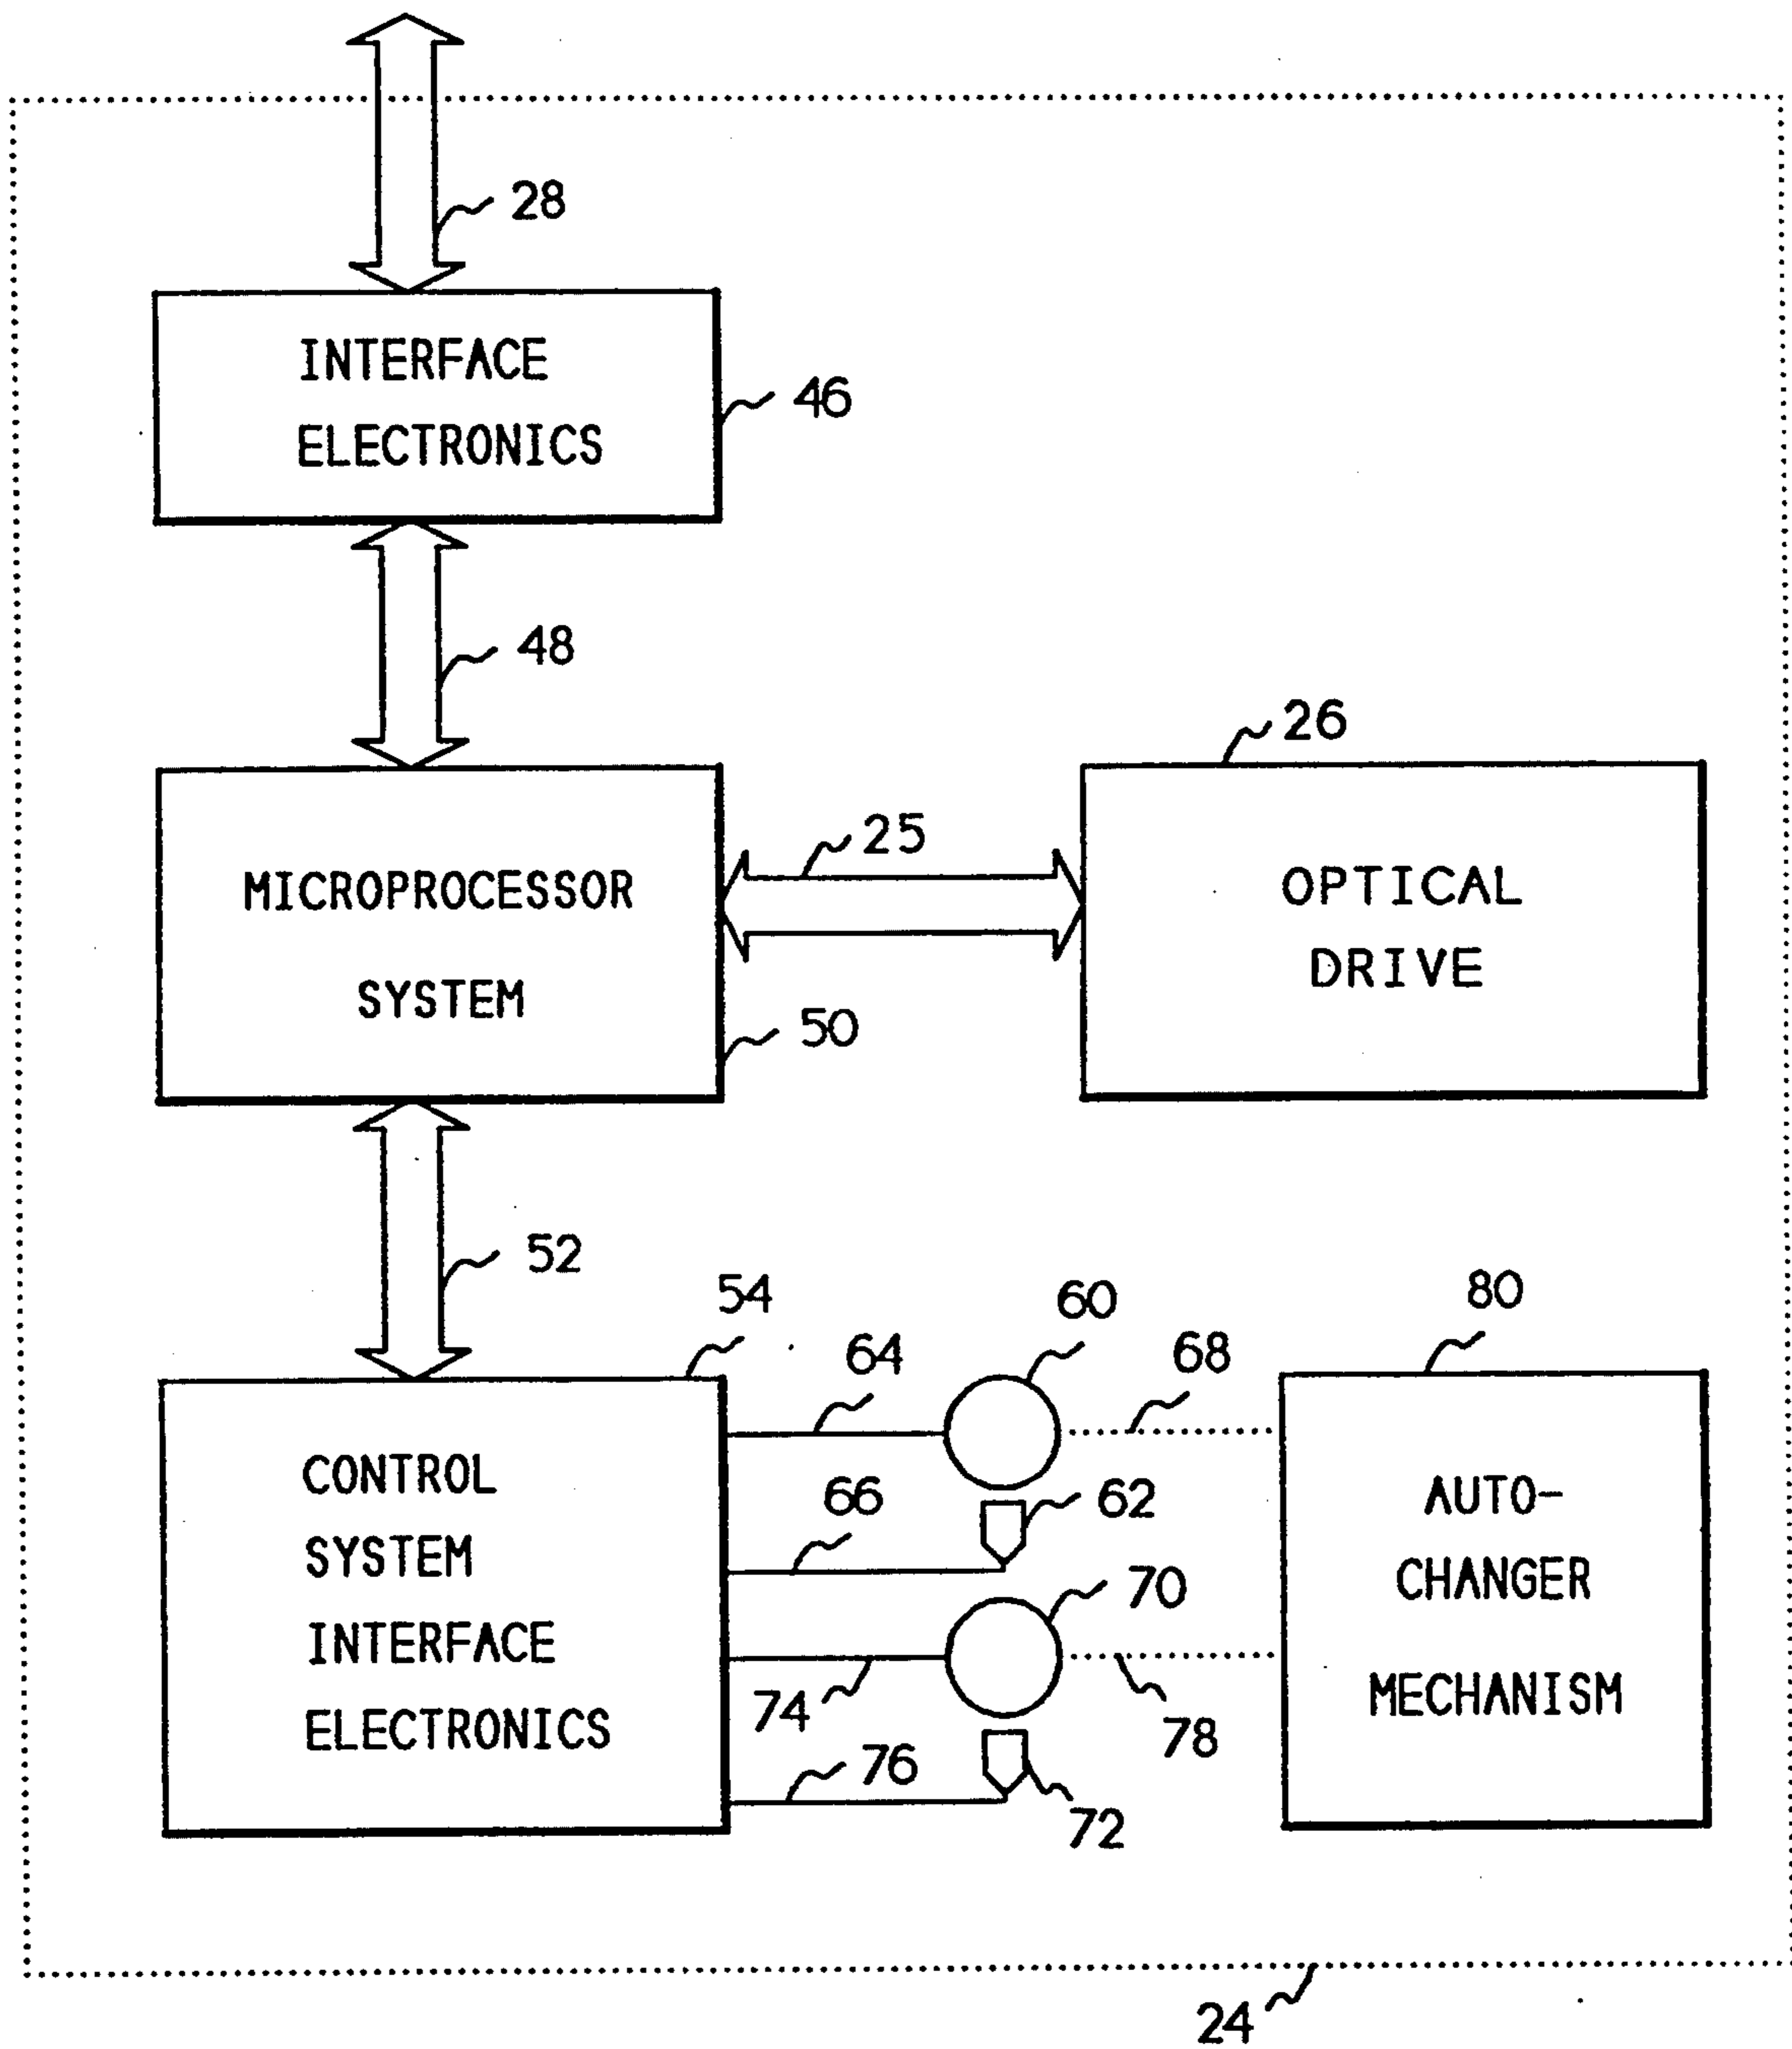 28
INTERFACE
ELECTRONICS
46
48
26
25
MICROPROCESSOR
SYSTEM
50
OPTICAL
DRIVE
52
54
60
80
64
68
CONTROL
SYSTEM
INTERFACE
ELECTRONICS
66
62
70
74
78
76
72
AUTO-
CHANGER
MECHANISM
24